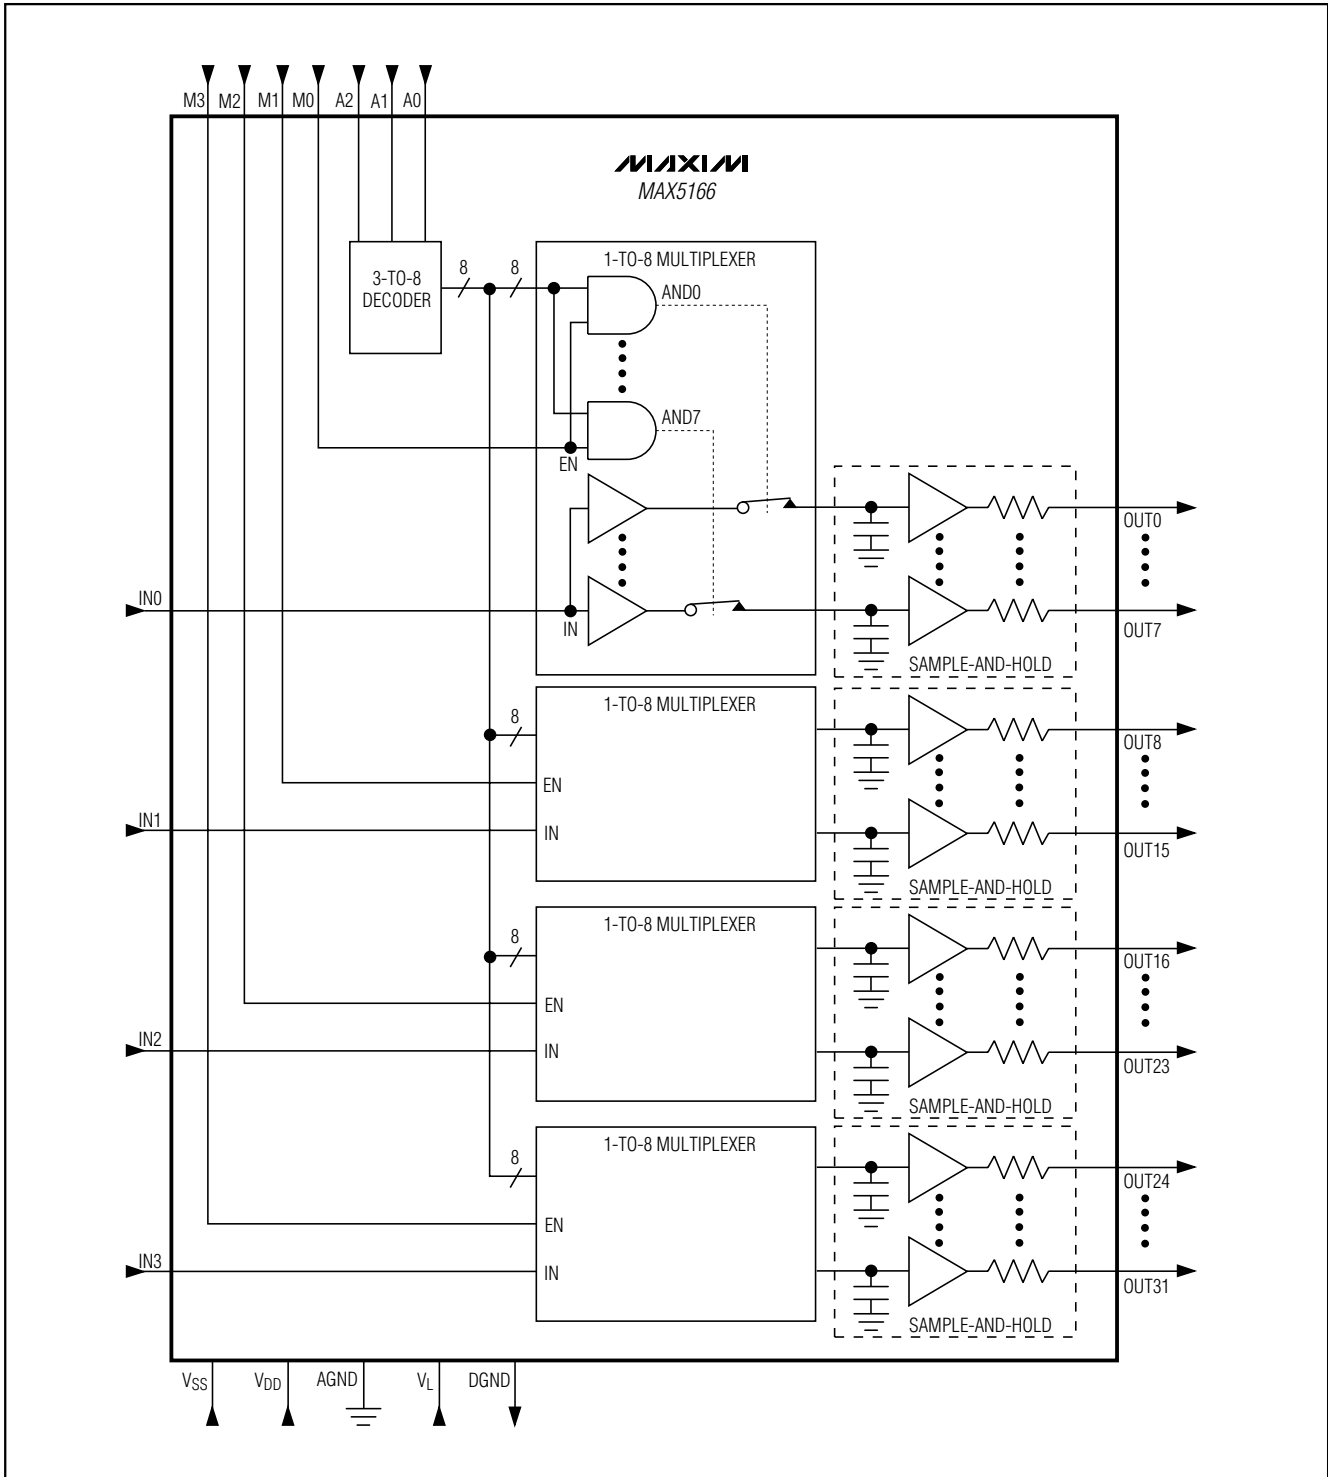 M3 M2 M1 M0 A2 A1 A0
MAXIM
MAX5166
3-TO-8
DECODER
8
8
1-TO-8 MULTIPLEXER
AND0
AND7
EN
IN0
IN
OUT0
OUT7
SAMPLE-AND-HOLD
8
1-TO-8 MULTIPLEXER
EN
IN1
IN
OUT8
OUT15
SAMPLE-AND-HOLD
8
1-TO-8 MULTIPLEXER
EN
IN2
IN
OUT16
OUT23
SAMPLE-AND-HOLD
8
1-TO-8 MULTIPLEXER
EN
IN3
IN
OUT24
OUT31
SAMPLE-AND-HOLD
VSS VDD AGND VL DGND